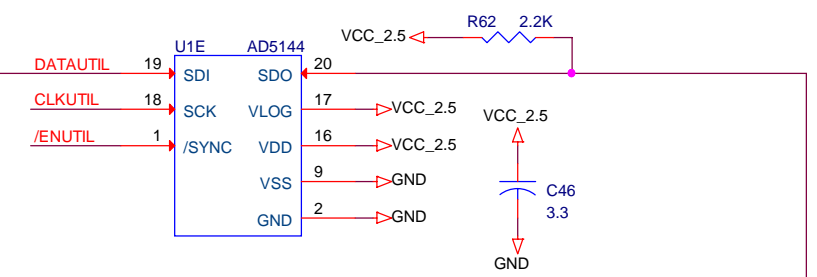 R62 2.2K
VCC_2.5
U1E AD5144
DATAUTIL 19 SDI SDO 20
CLKUTIL 18 SCK VLOG 17 VCC_2.5
/ENUTIL 1 /SYNC VDD 16 VCC_2.5
VSS 9 GND
GND 2 GND
VCC_2.5
C46
3.3
GND